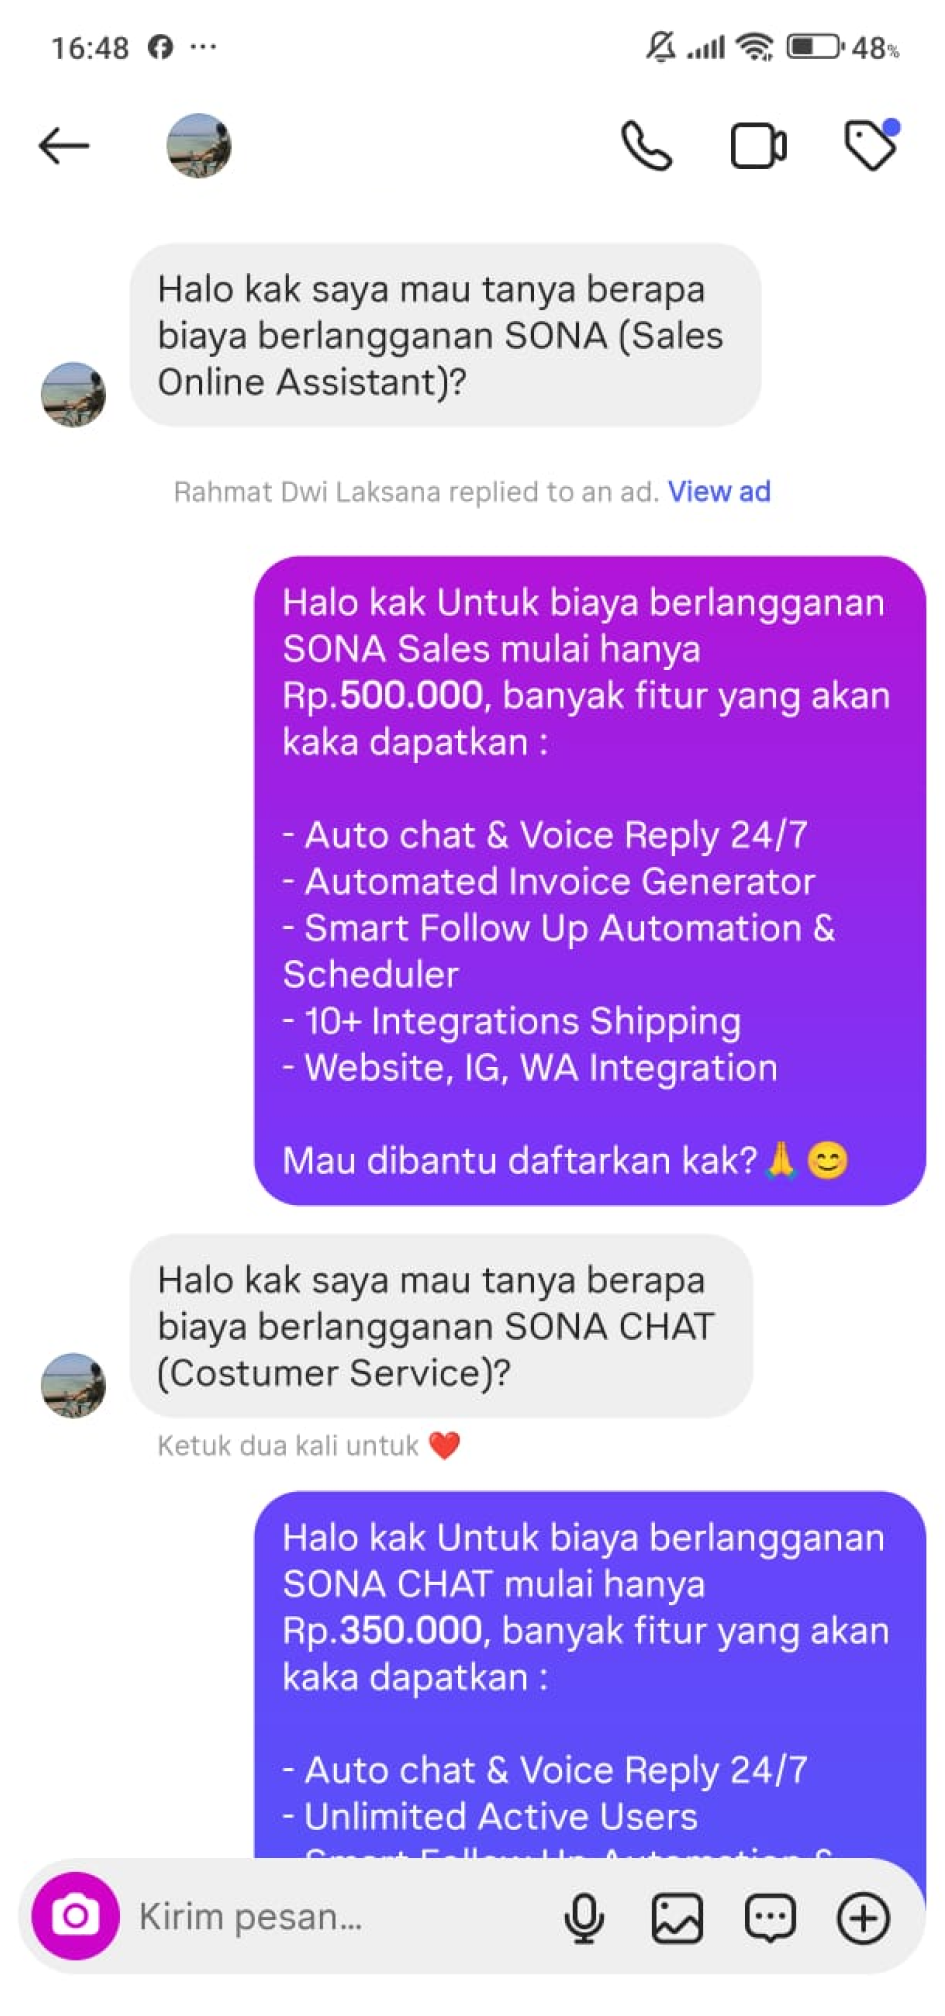 16:48
48%
Halo kak saya mau tanya berapa
biaya berlangganan SONA (Sales
Online Assistant)?
Rahmat Dwi Laksana replied to an ad. View ad
Halo kak Untuk biaya berlangganan
SONA Sales mulai hanya
Rp.500.000, banyak fitur yang akan
kaka dapatkan :
- Auto chat & Voice Reply 24/7
- Automated Invoice Generator
- Smart Follow Up Automation &
Scheduler
- 10+ Integrations Shipping
- Website, IG, WA Integration
Mau dibantu daftarkan kak?🙏😊
Halo kak saya mau tanya berapa
biaya berlangganan SONA CHAT
(Costumer Service)?
Ketuk dua kali untuk ❤️
Halo kak Untuk biaya berlangganan
SONA CHAT mulai hanya
Rp.350.000, banyak fitur yang akan
kaka dapatkan :
- Auto chat & Voice Reply 24/7
- Unlimited Active Users
Smart Follow Up Automation &
Kirim pesan...